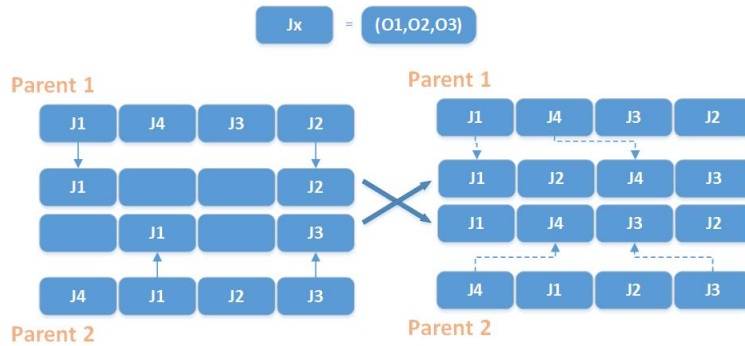 Jx = (O1,O2,O3)
Parent 1
J1 J4 J3 J2
J1 J2
J1 J3
J4 J1 J2 J3
Parent 2
Parent 1
J1 J4 J3 J2
J1 J2 J4 J3
J1 J4 J3 J2
J4 J1 J2 J3
Parent 2